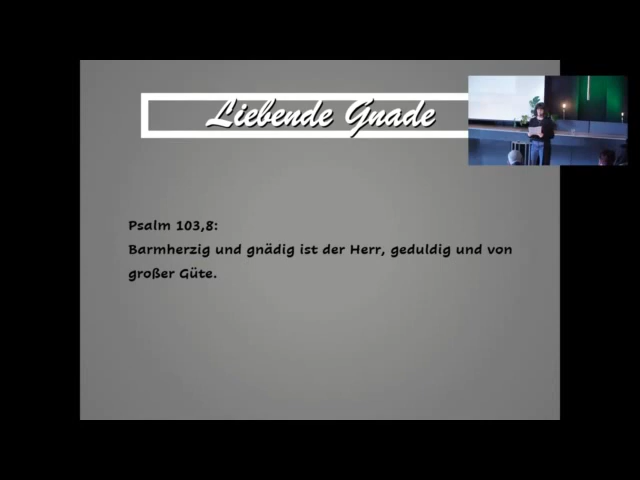 Liebende Gnade
Psalm 103,8:
Barmherzig und gnädig ist der Herr, geduldig und von
großer Güte.